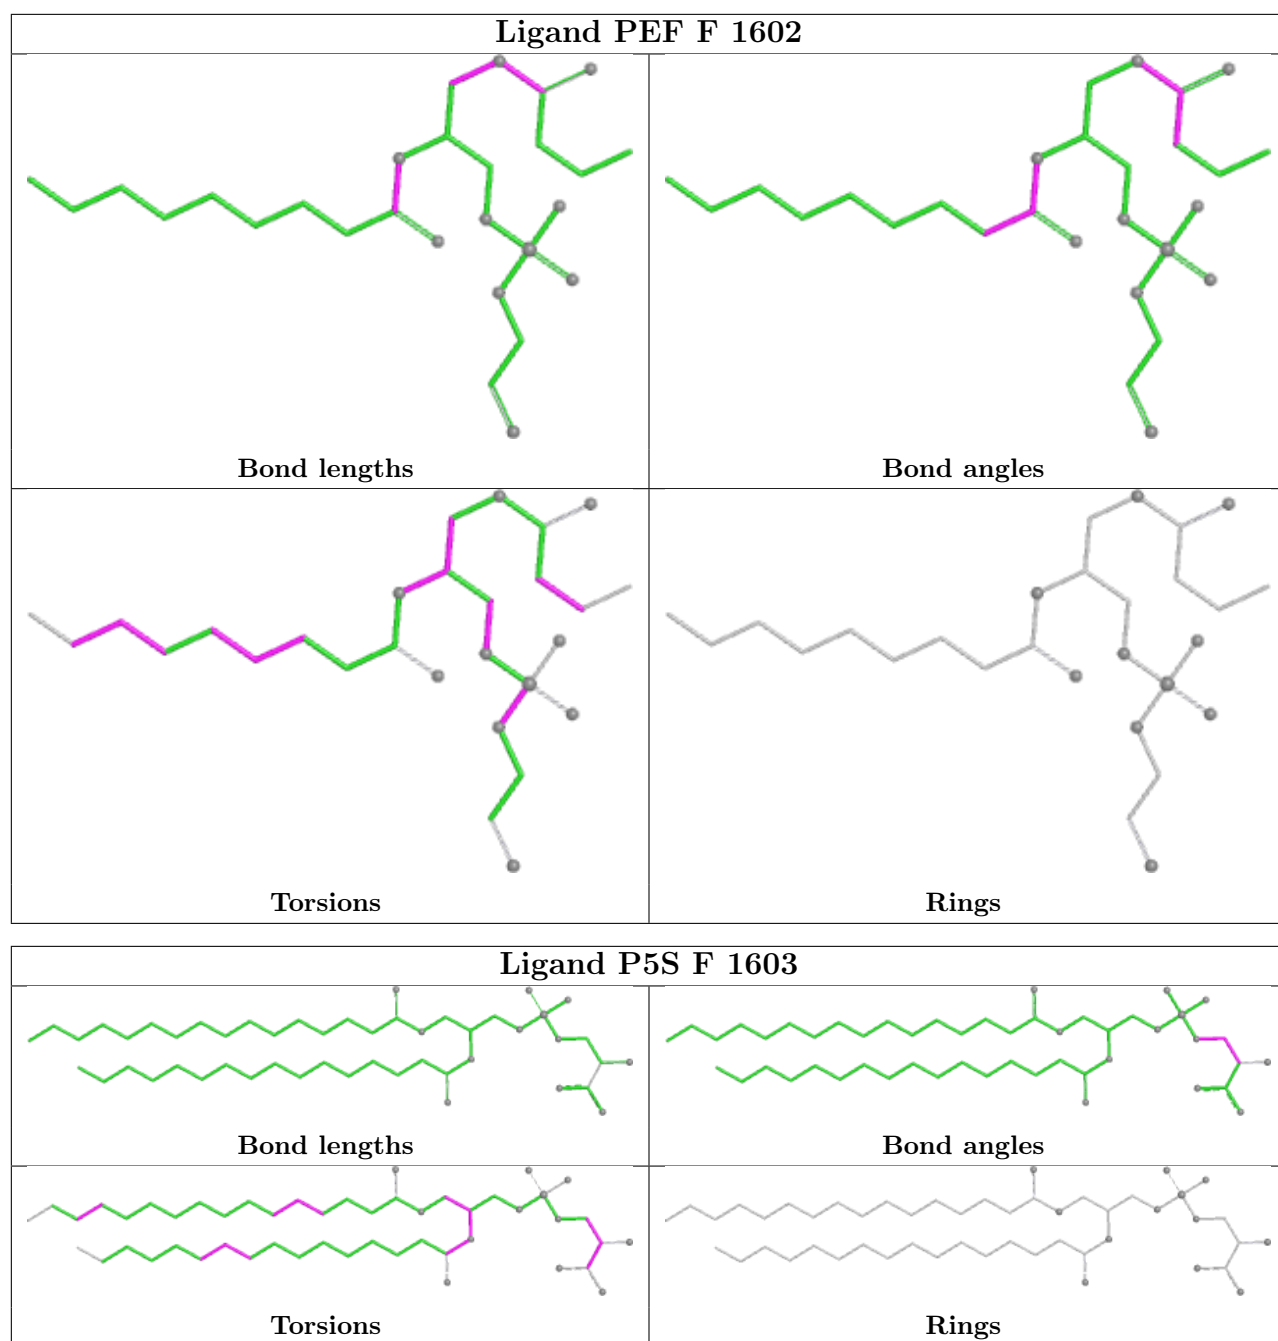 Ligand PEF F 1602
Bond lengths
Bond angles
Torsions
Rings
Ligand P5S F 1603
Bond lengths
Bond angles
Torsions
Rings